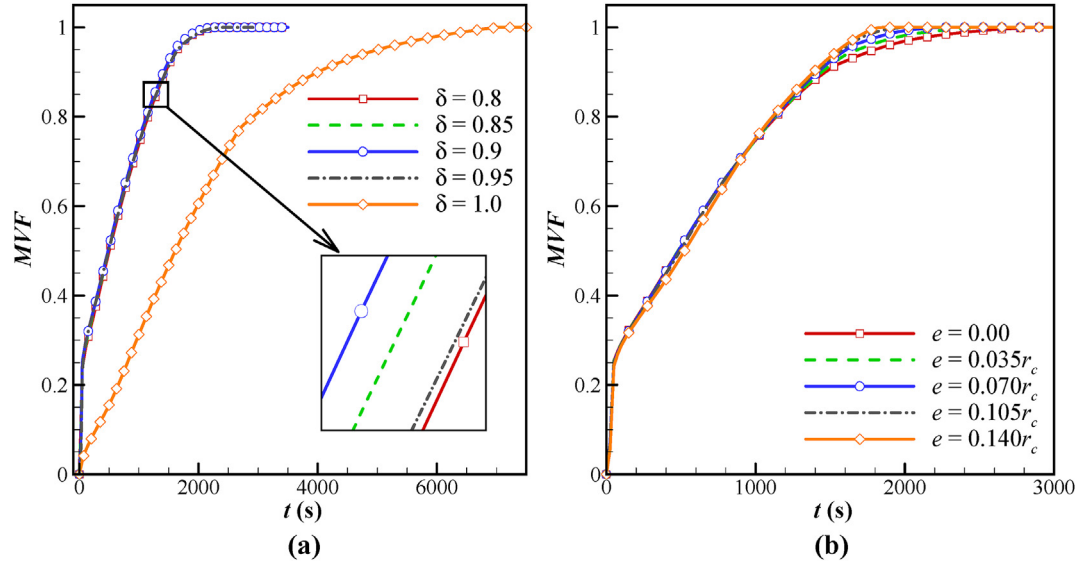 1
0.8
0.6
0.4
0.2
0
MVF
0
2000
4000
6000
t (s)
δ = 0.8
δ = 0.85
δ = 0.9
δ = 0.95
δ = 1.0
(a)
1
0.8
0.6
0.4
0.2
0
MVF
0
1000
2000
3000
t (s)
e = 0.00
e = 0.035r_c
e = 0.070r_c
e = 0.105r_c
e = 0.140r_c
(b)